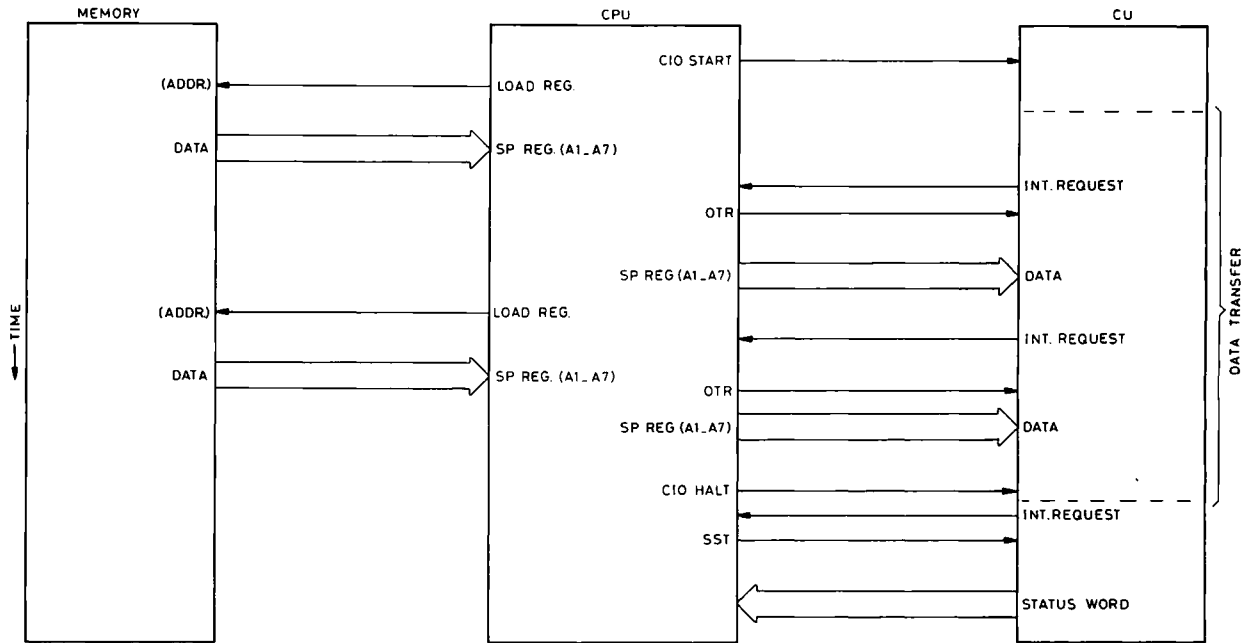 MEMORY
CPU
CU
CIO START
(ADDR.)
LOAD REG.
DATA
SP REG. (A1_A7)
INT. REQUEST
OTR
SP REG (A1_A7)
DATA
(ADDR.)
LOAD REG.
INT. REQUEST
DATA
SP REG. (A1_A7)
OTR
SP REG (A1_A7)
DATA
CIO HALT
INT. REQUEST
SST
STATUS WORD
TIME
DATA TRANSFER